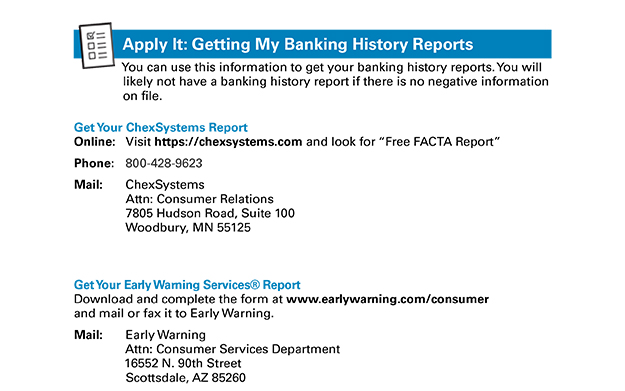 Apply It: Getting My Banking History Reports
You can use this information to get your banking history reports. You will
likely not have a banking history report if there is no negative information
on file.
Get Your ChexSystems Report
Online: Visit https://chexsystems.com and look for “Free FACTA Report”
Phone: 800-428-9623
Mail: ChexSystems
Attn: Consumer Relations
7805 Hudson Road, Suite 100
Woodbury, MN 55125
Get Your Early Warning Services® Report
Download and complete the form at www.earlywarning.com/consumer
and mail or fax it to Early Warning.
Mail: Early Warning
Attn: Consumer Services Department
16552 N. 90th Street
Scottsdale, AZ 85260